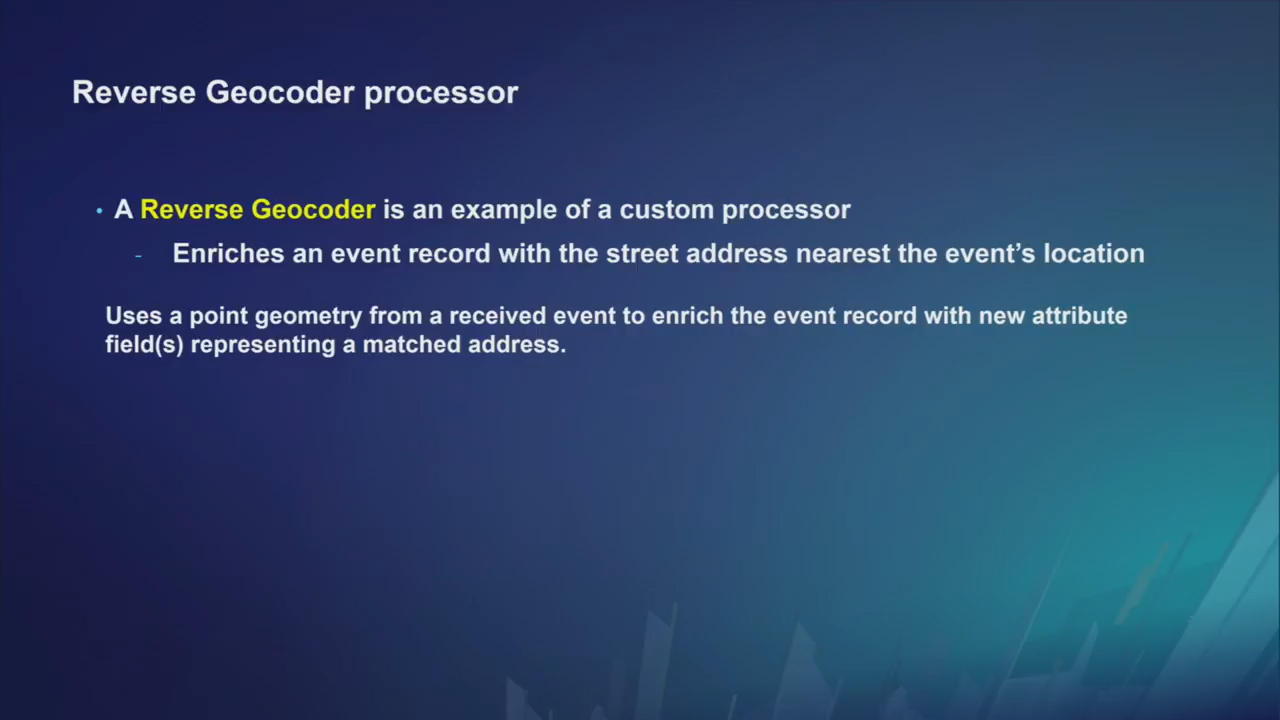 Reverse Geocoder processor
• A Reverse Geocoder is an example of a custom processor
- Enriches an event record with the street address nearest the event’s location
Uses a point geometry from a received event to enrich the event record with new attribute
field(s) representing a matched address.